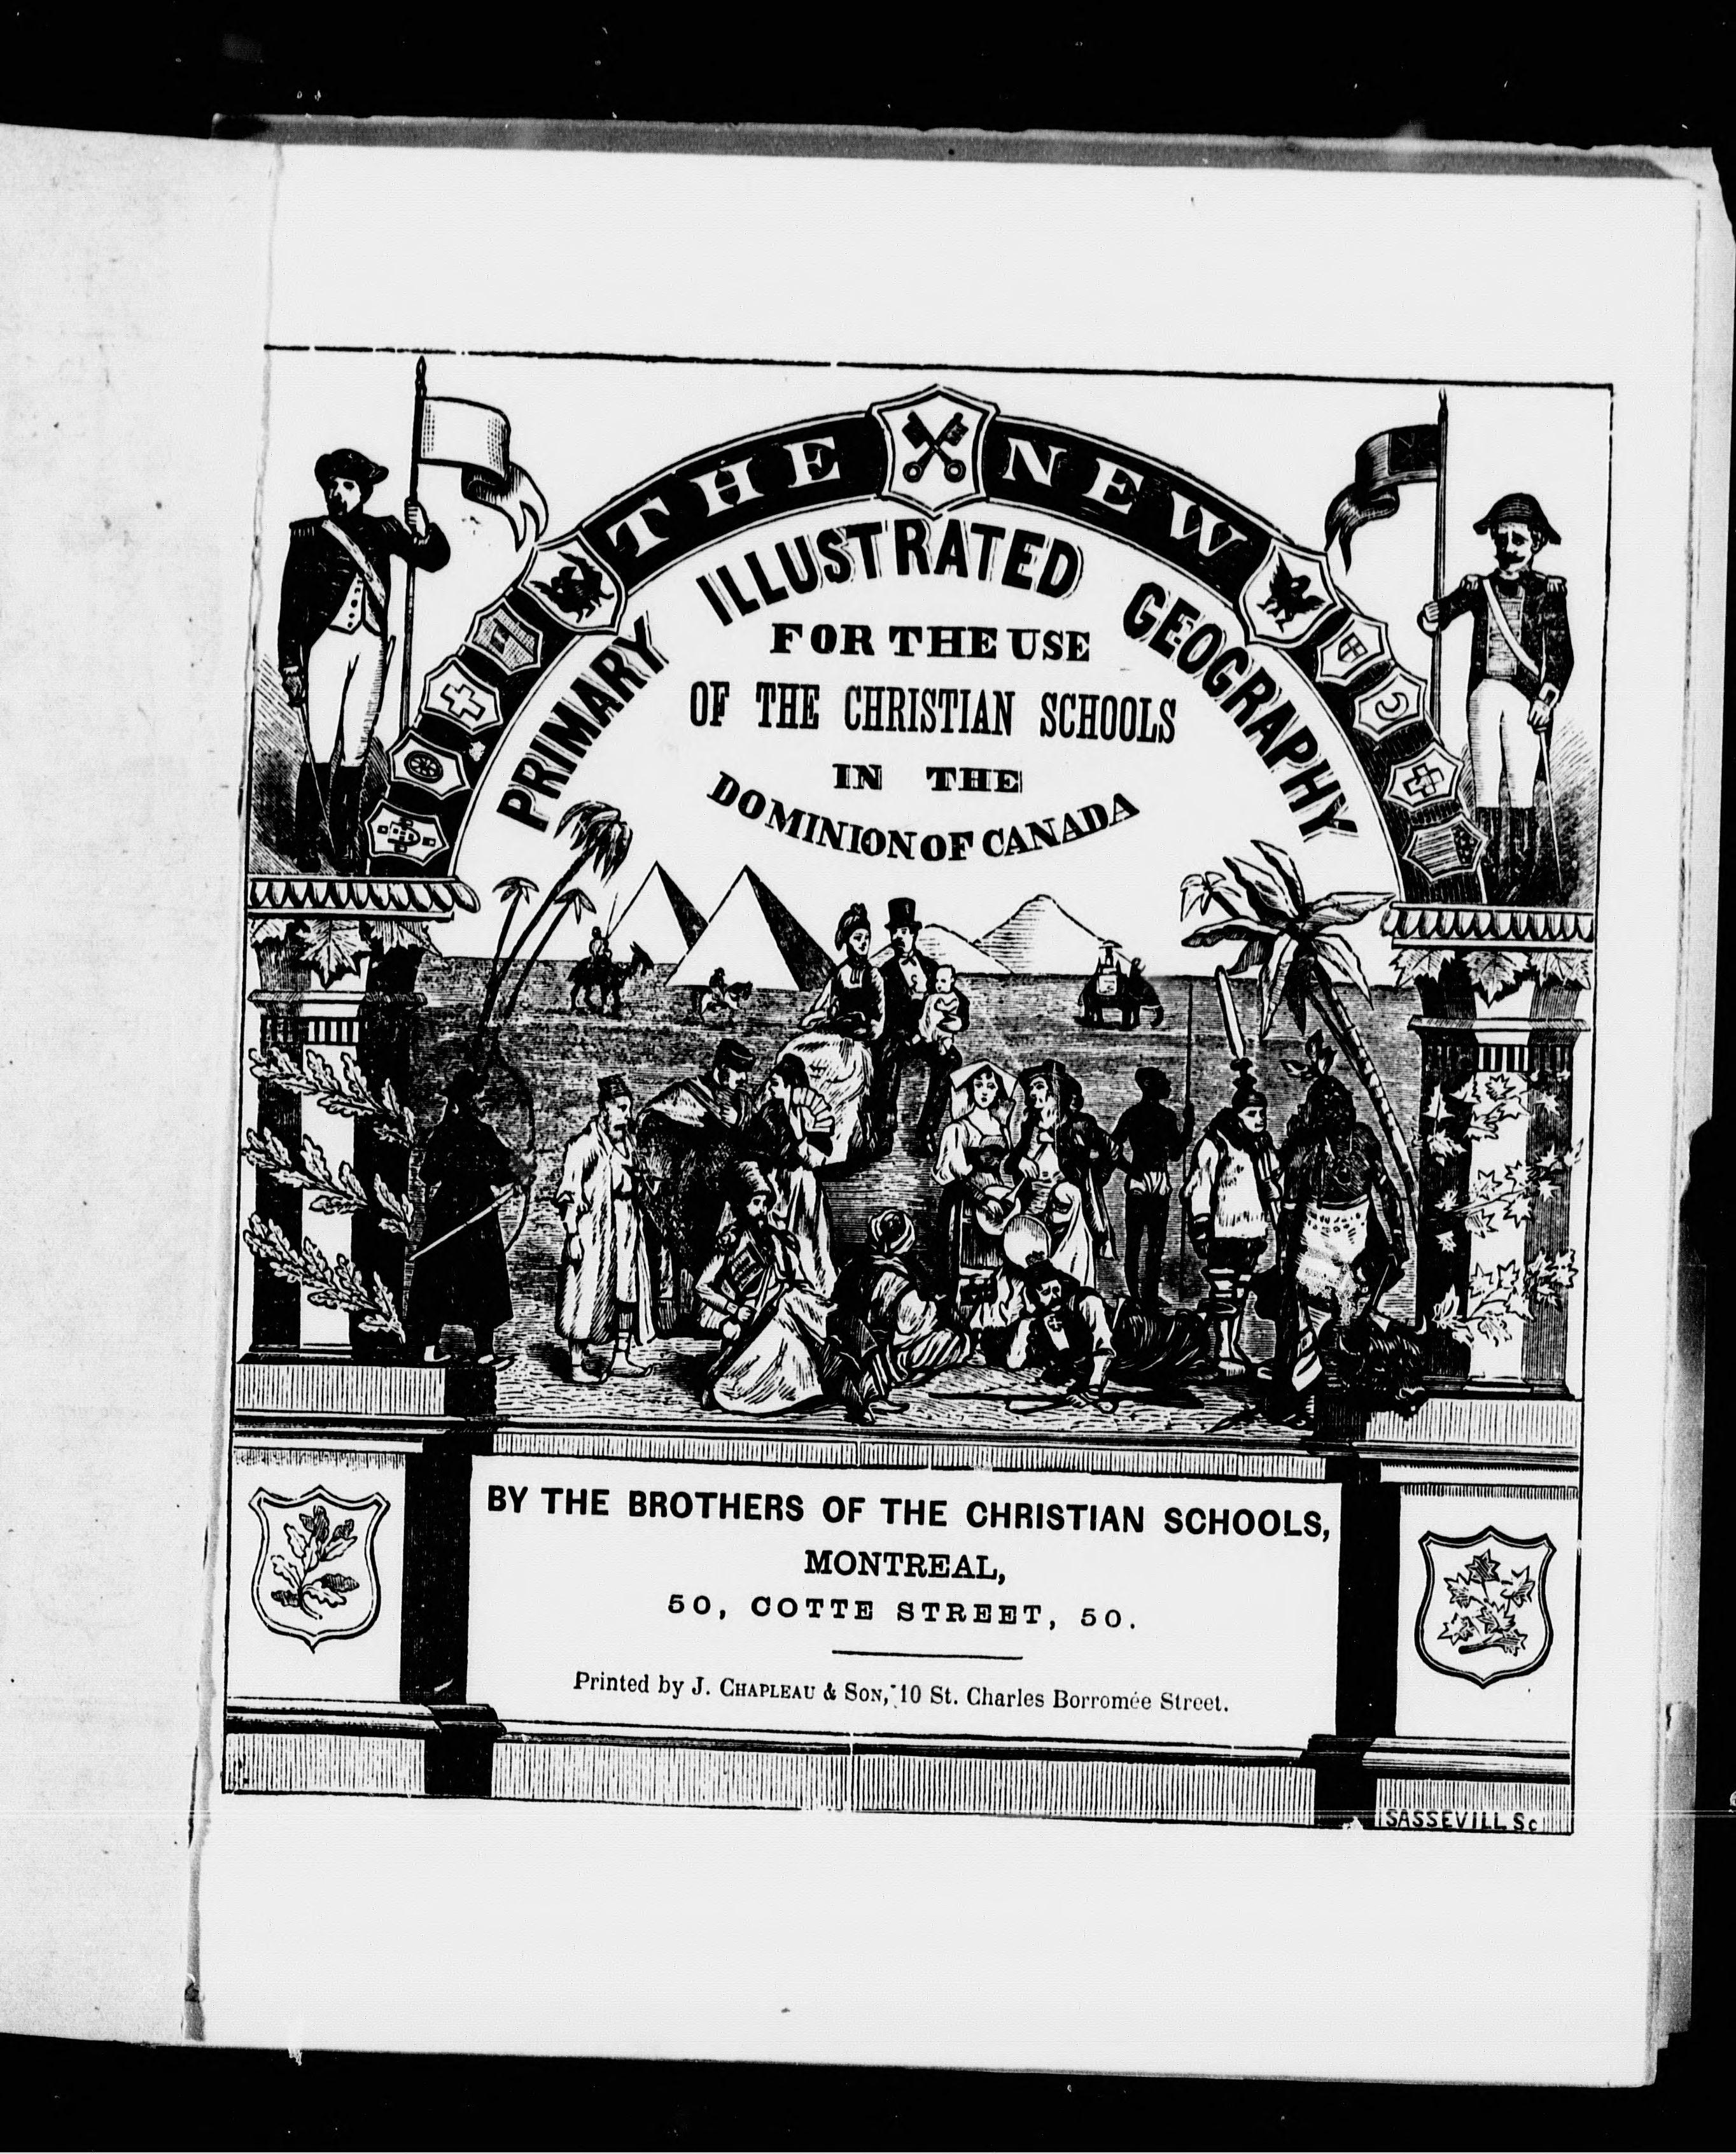 THE NEW
PRIMARY ILLUSTRATED GEOGRAPHY
FOR THE USE
OF THE CHRISTIAN SCHOOLS
IN THE
DOMINION OF CANADA
BY THE BROTHERS OF THE CHRISTIAN SCHOOLS,
MONTREAL,
50, COTTE STREET, 50.
Printed by J. CHAPLEAU & SON, 10 St. Charles Borromée Street.
SASSEVILL Sc